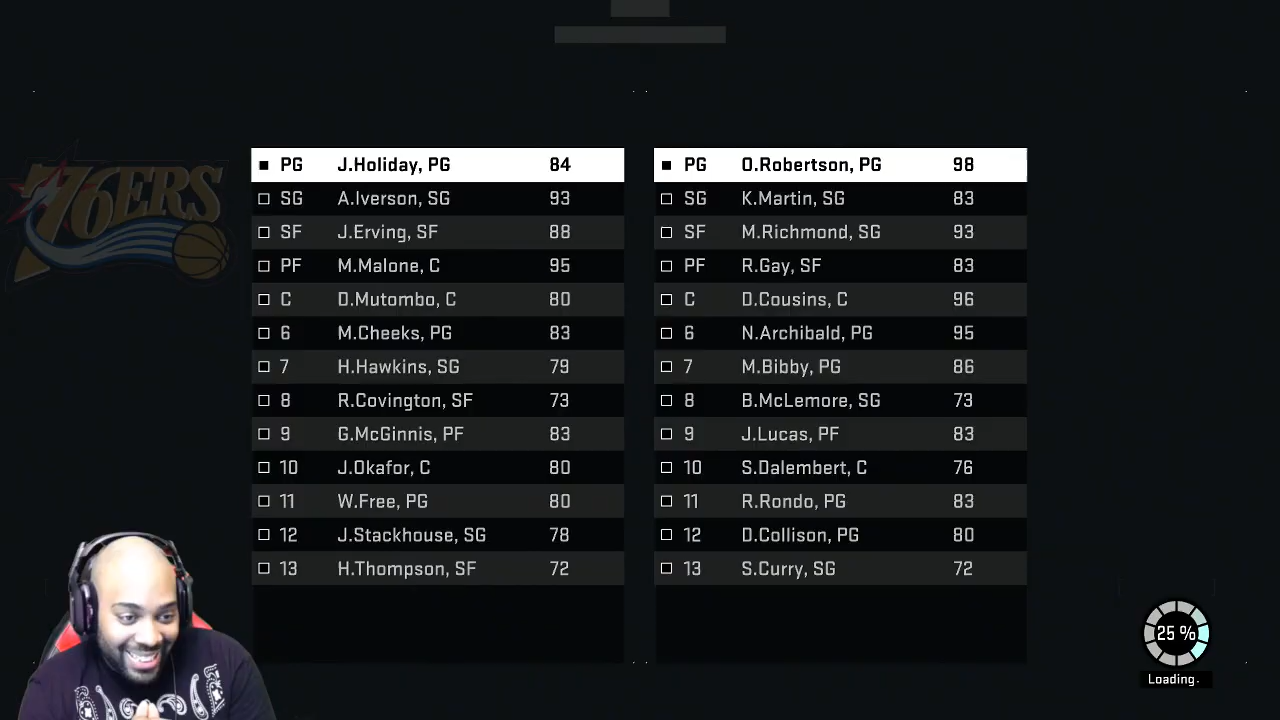 76ERS
PG J.Holiday, PG 84
SG A.Iverson, SG 93
SF J.Erving, SF 88
PF M.Malone, C 95
C D.Mutombo, C 80
6 M.Cheeks, PG 83
7 H.Hawkins, SG 79
8 R.Covington, SF 73
9 G.McGinnis, PF 83
10 J.Okafor, C 80
11 W.Free, PG 80
12 J.Stackhouse, SG 78
13 H.Thompson, SF 72
PG O.Robertson, PG 98
SG K.Martin, SG 83
SF M.Richmond, SG 93
PF R.Gay, SF 83
C D.Cousins, C 96
6 N.Archibald, PG 95
7 M.Bibby, PG 86
8 B.McLemore, SG 73
9 J.Lucas, PF 83
10 S.Dalembert, C 76
11 R.Rondo, PG 83
12 D.Collison, PG 80
13 S.Curry, SG 72
25 %
Loading.